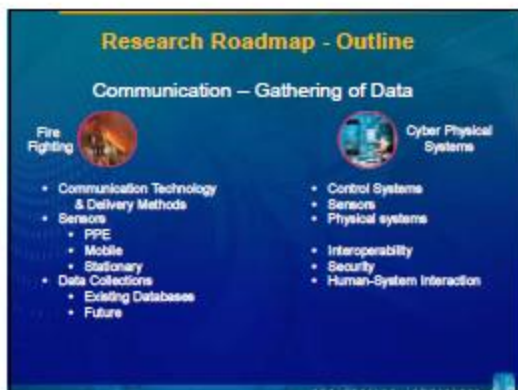 Research Roadmap - Outline
Communication – Gathering of Data
Fire
Fighting
• Communication Technology
& Delivery Methods
• Sensors
• PPE
• Mobile
• Stationary
• Data Collections
• Existing Databases
• Future
Cyber Physical
Systems
• Control Systems
• Sensors
• Physical systems
• Interoperability
• Security
• Human-System Interaction